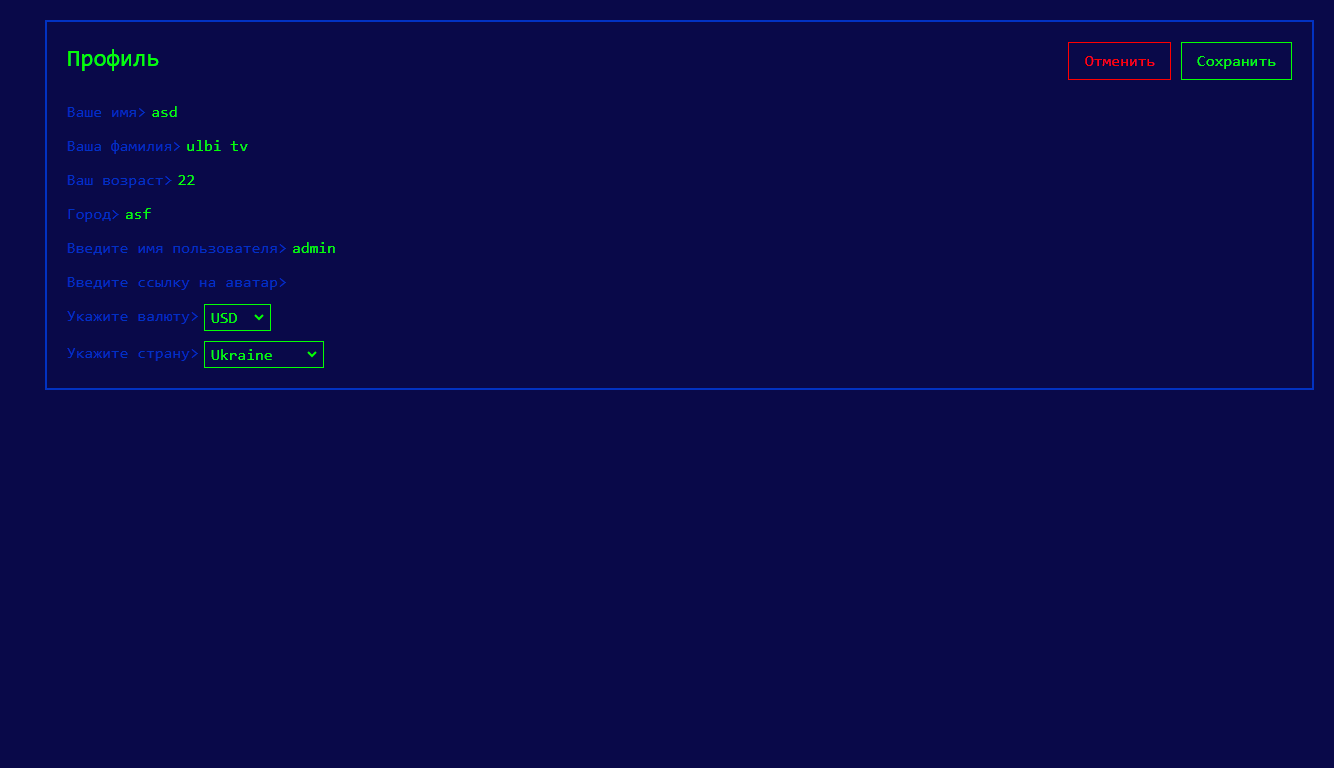 Профиль
Отменить
Сохранить
Ваше имя> asd
Ваша фамилия> ulbi tv
Ваш возраст> 22
Город> asf
Введите имя пользователя> admin
Введите ссылку на аватар>
Укажите валюту> USD
Укажите страну> Ukraine